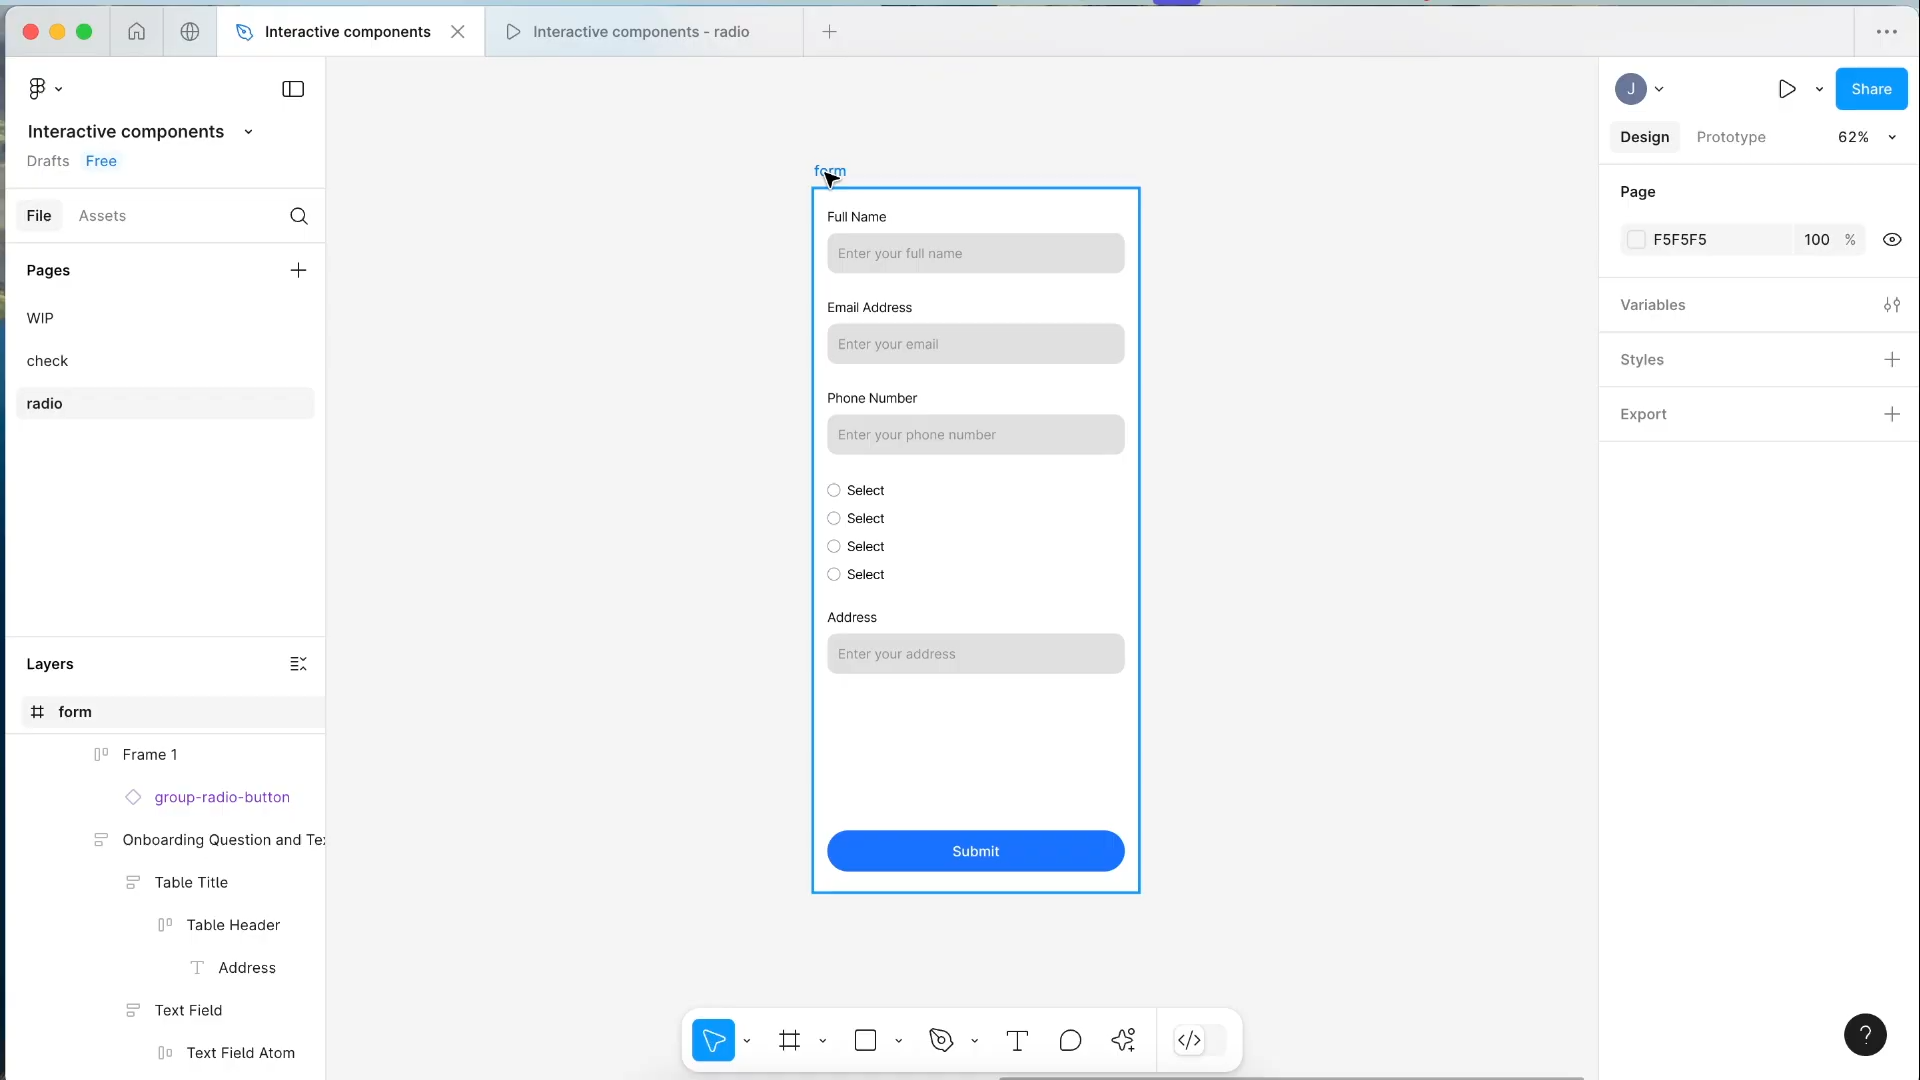 Interactive components
Interactive components - radio
Interactive components
Drafts Free
File Assets
Pages
WIP
check
radio
Layers
form
Frame 1
group-radio-button
Onboarding Question and Tex
Table Title
Table Header
Address
Text Field
Text Field Atom
form
Full Name
Enter your full name
Email Address
Enter your email
Phone Number
Enter your phone number
Select
Select
Select
Select
Address
Enter your address
Submit
J
Share
Design Prototype 62%
Page
F5F5F5 100 %
Variables
Styles
Export
?